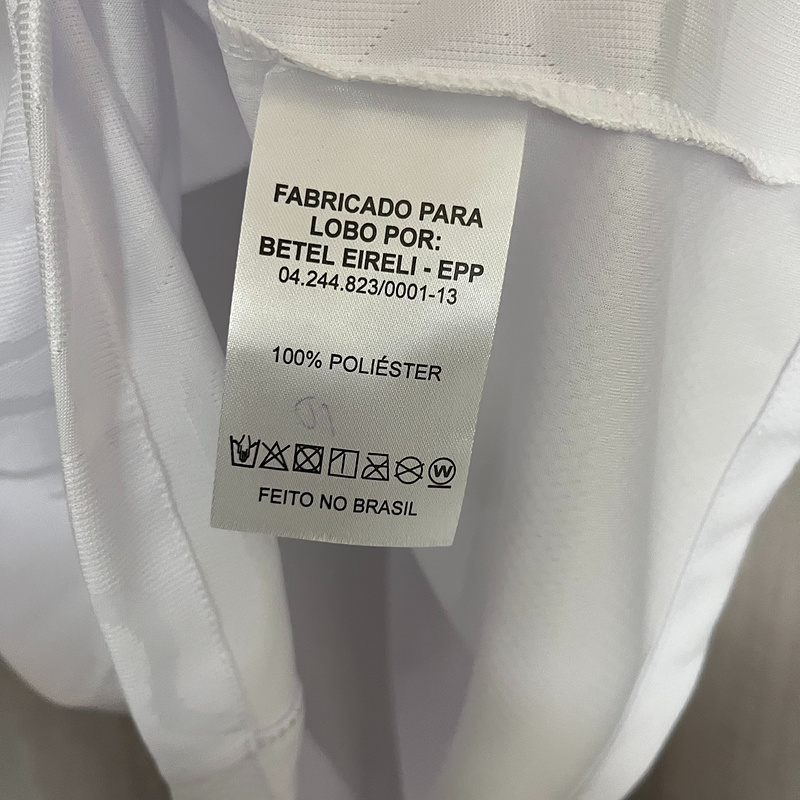 FABRICADO PARA
LOBO POR:
BETEL EIRELI - EPP
04.244.823/0001-13
100% POLIÉSTER
W
FEITO NO BRASIL